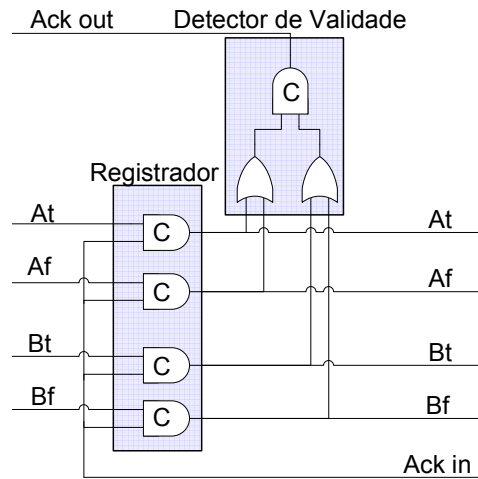 Ack out
Detector de Validade
C
Registrador
At
C
At
Af
C
Af
Bt
C
Bt
Bf
C
Bf
Ack in